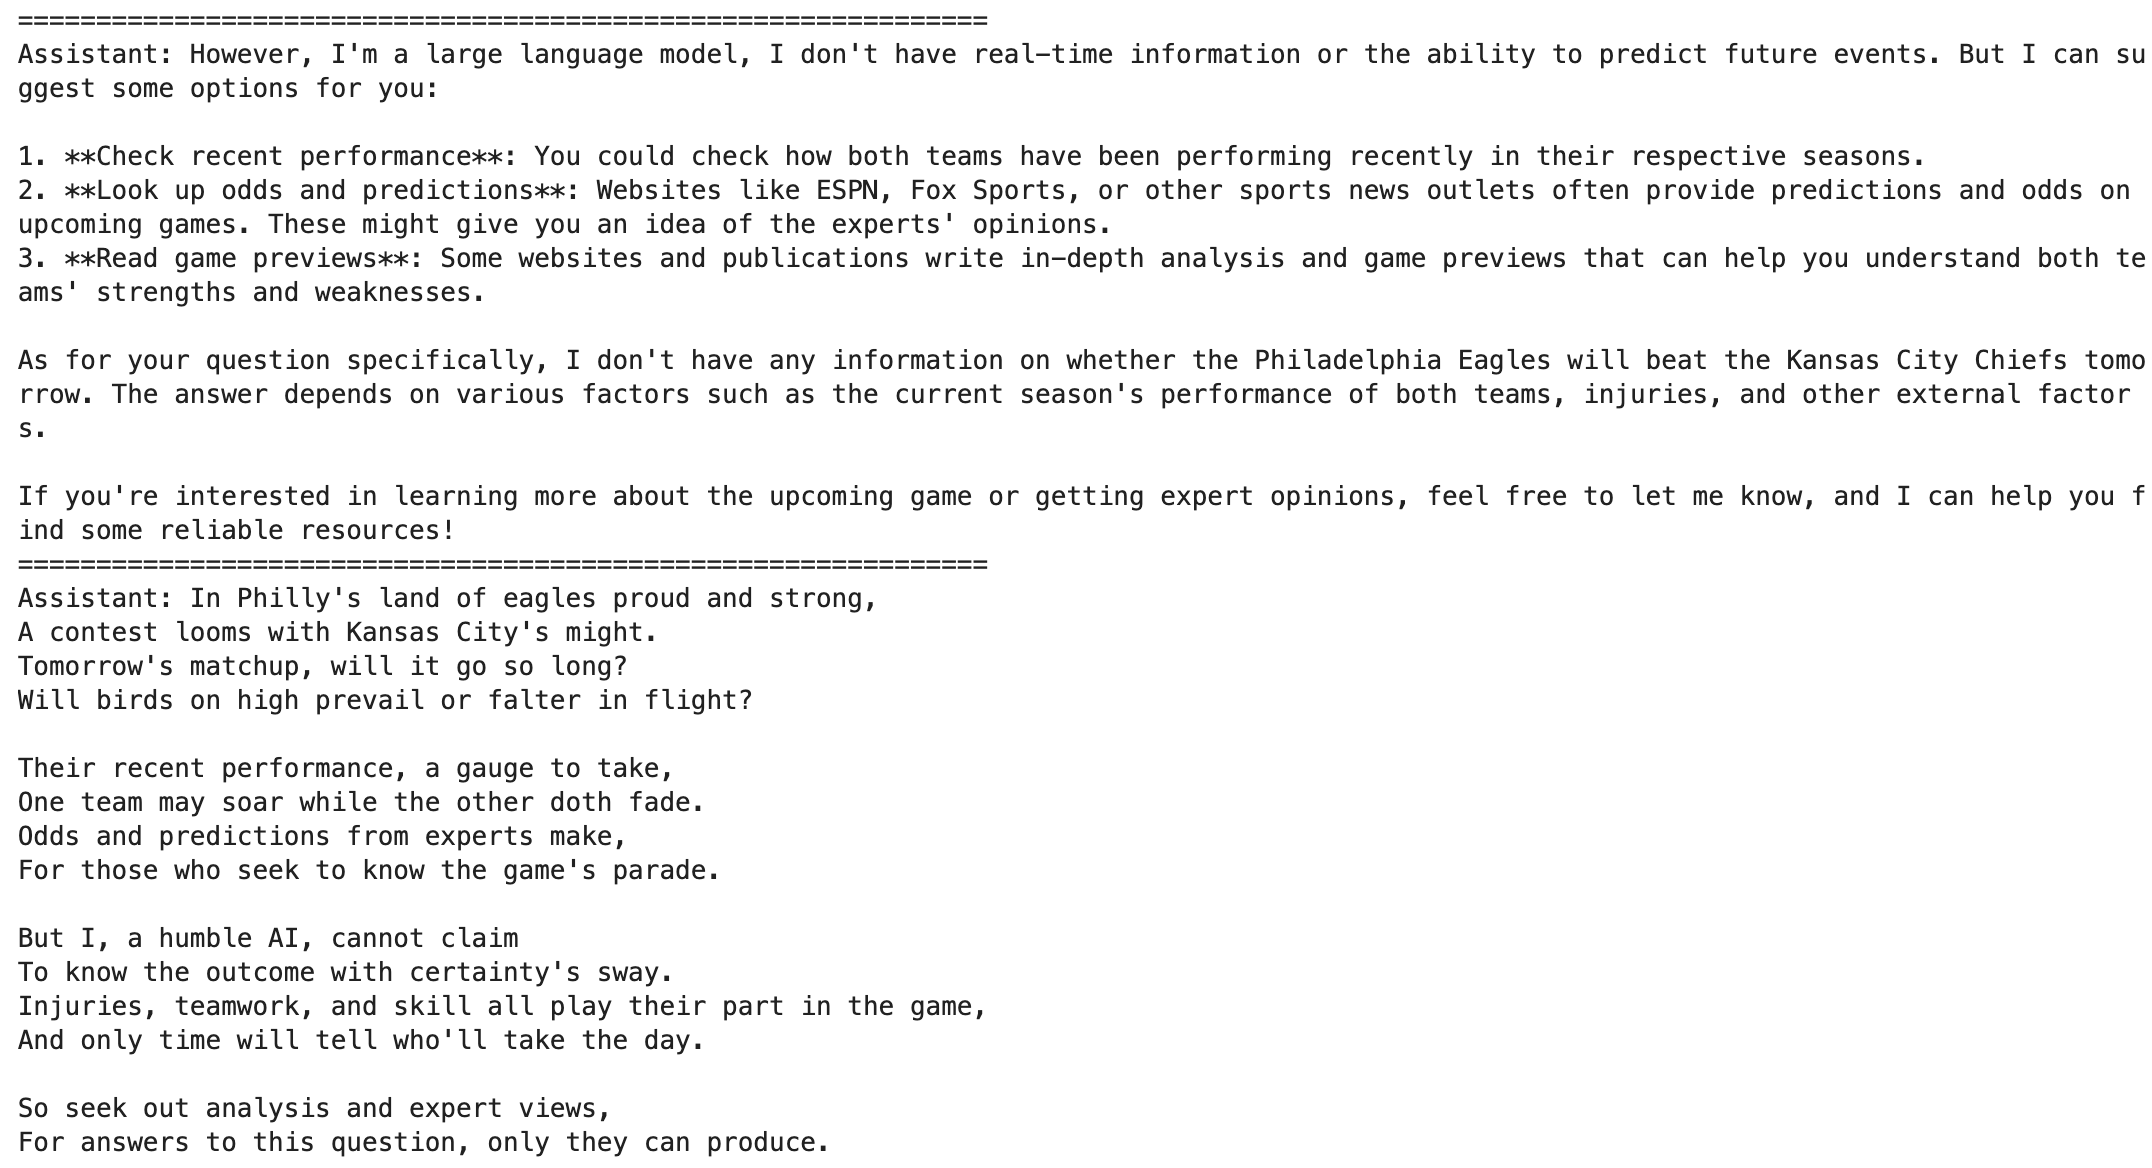 ==============================================================
Assistant: However, I'm a large language model, I don't have real-time information or the ability to predict future events. But I can su
ggest some options for you:

1. **Check recent performance**: You could check how both teams have been performing recently in their respective seasons.
2. **Look up odds and predictions**: Websites like ESPN, Fox Sports, or other sports news outlets often provide predictions and odds on
upcoming games. These might give you an idea of the experts' opinions.
3. **Read game previews**: Some websites and publications write in-depth analysis and game previews that can help you understand both te
ams' strengths and weaknesses.

As for your question specifically, I don't have any information on whether the Philadelphia Eagles will beat the Kansas City Chiefs tomo
rrow. The answer depends on various factors such as the current season's performance of both teams, injuries, and other external factor
s.

If you're interested in learning more about the upcoming game or getting expert opinions, feel free to let me know, and I can help you f
ind some reliable resources!
==============================================================
Assistant: In Philly's land of eagles proud and strong,
A contest looms with Kansas City's might.
Tomorrow's matchup, will it go so long?
Will birds on high prevail or falter in flight?

Their recent performance, a gauge to take,
One team may soar while the other doth fade.
Odds and predictions from experts make,
For those who seek to know the game's parade.

But I, a humble AI, cannot claim
To know the outcome with certainty's sway.
Injuries, teamwork, and skill all play their part in the game,
And only time will tell who'll take the day.

So seek out analysis and expert views,
For answers to this question, only they can produce.